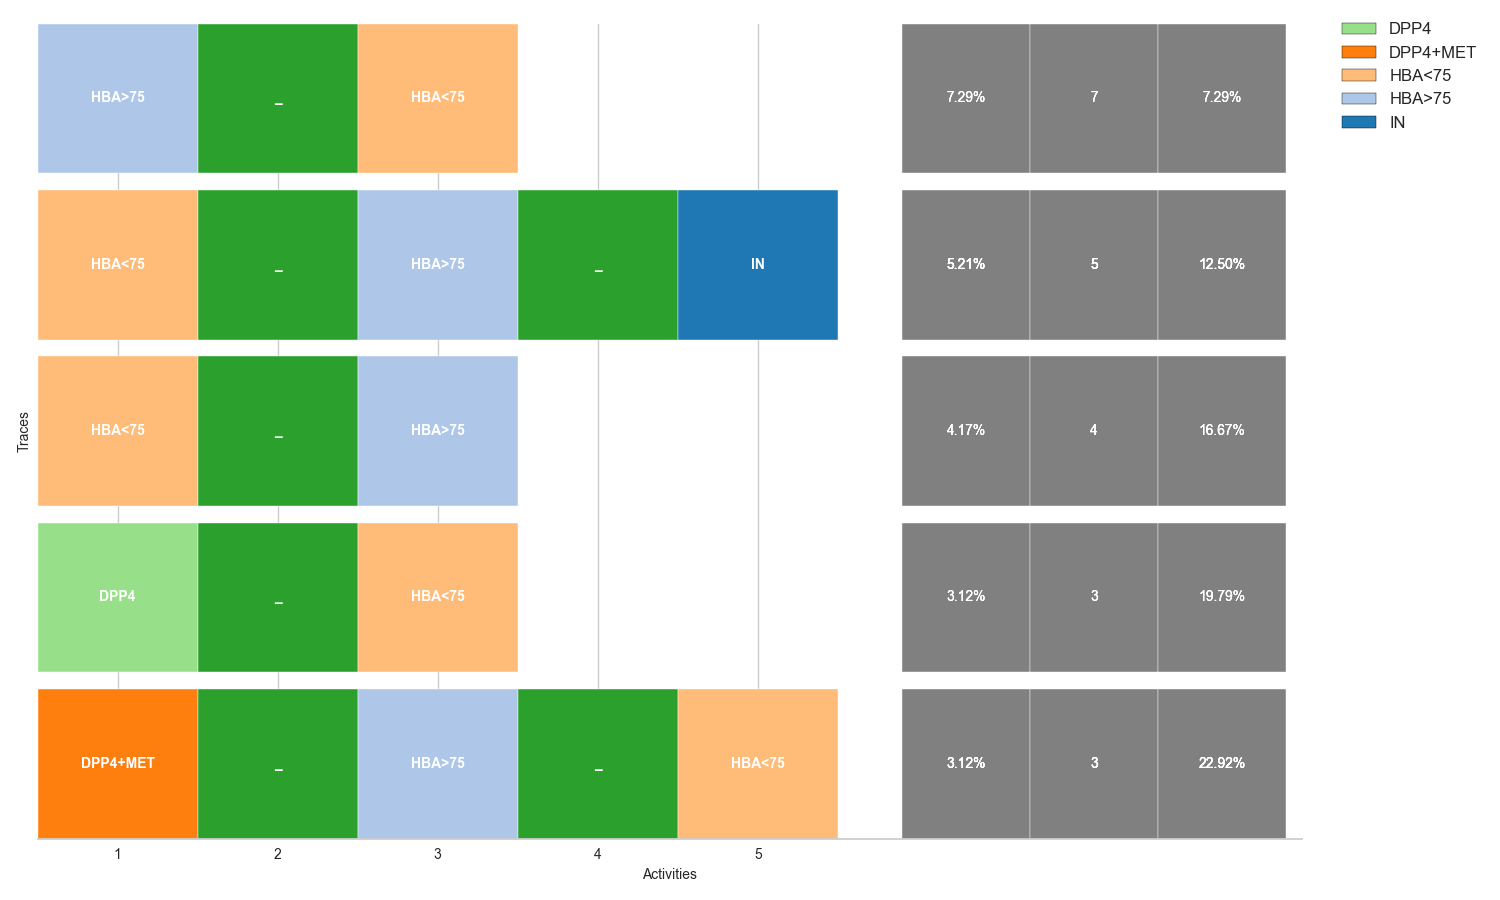 DPP4
DPP4+MET
HBA<75
HBA>75
IN
HBA>75 _ HBA<75 7.29% 7 7.29%
HBA<75 _ HBA>75 _ IN 5.21% 5 12.50%
HBA<75 _ HBA>75 4.17% 4 16.67%
DPP4 _ HBA<75 3.12% 3 19.79%
DPP4+MET _ HBA>75 _ HBA<75 3.12% 3 22.92%
Traces
1 2 3 4 5
Activities